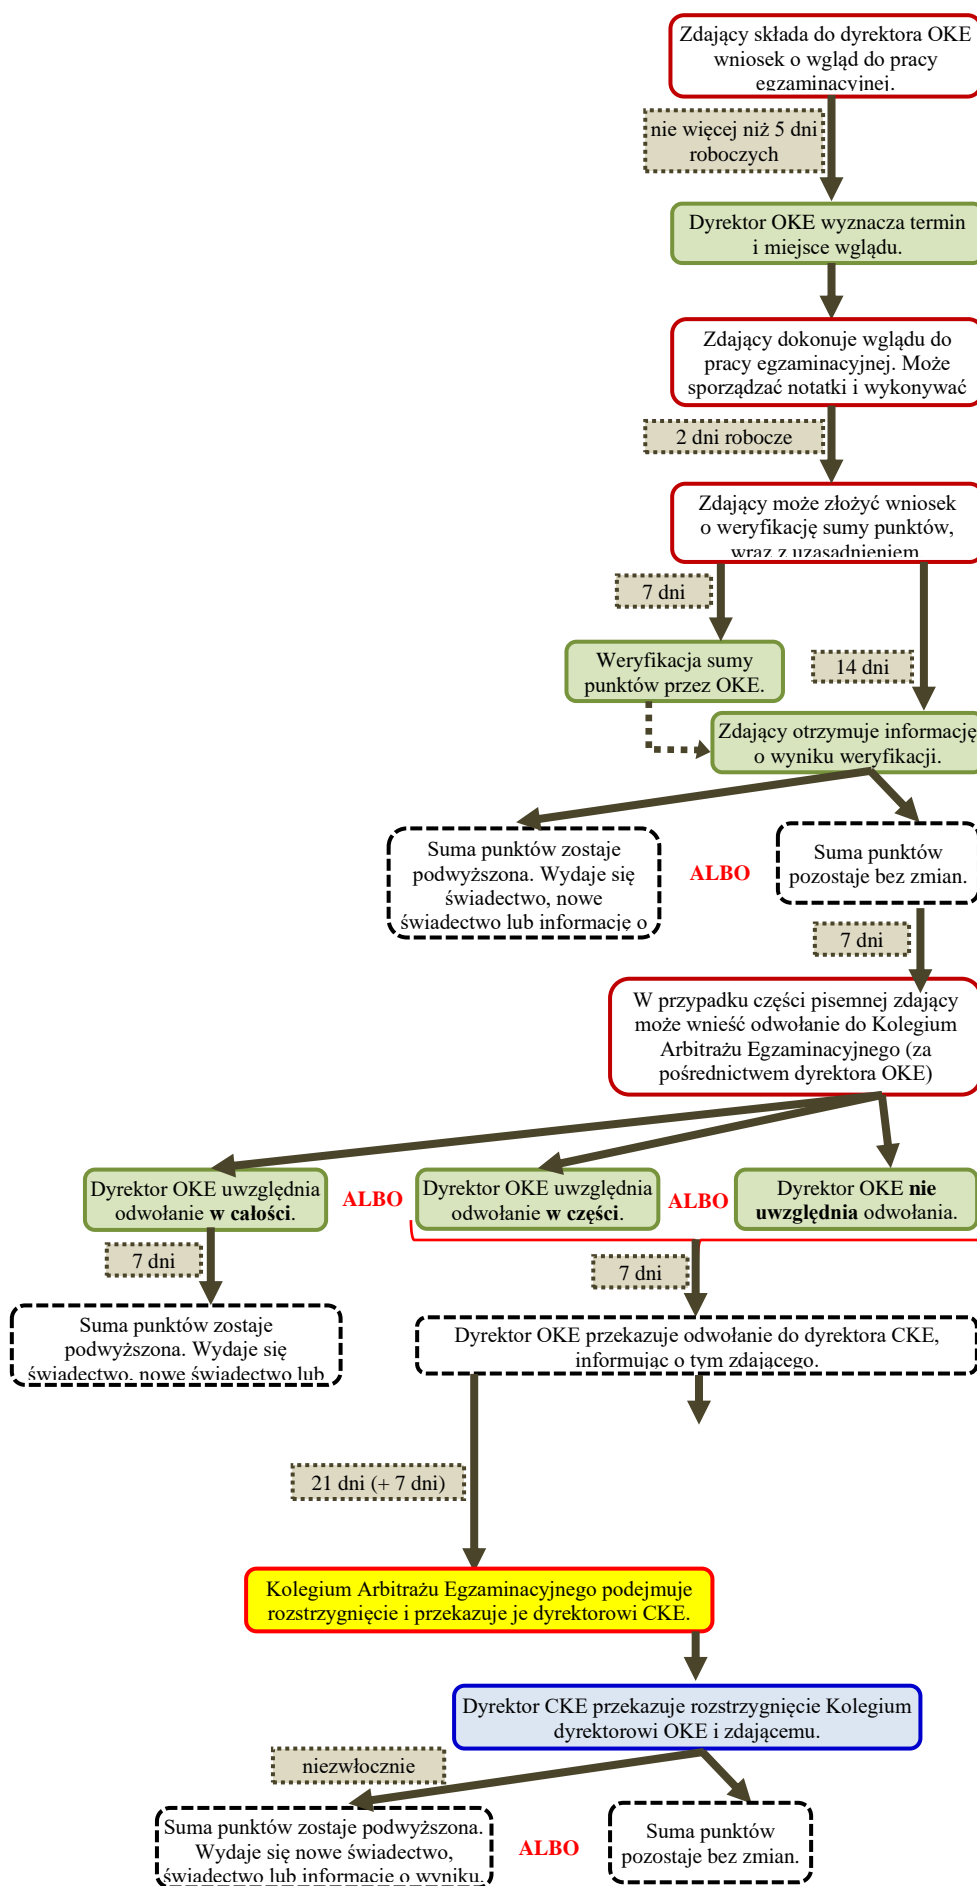 Zdający składa do dyrektora OKE
wniosek o wgląd do pracy
egzaminacyjnej.
nie więcej niż 5 dni
roboczych
Dyrektor OKE wyznacza termin
i miejsce wglądu.
Zdający dokonuje wglądu do
pracy egzaminacyjnej. Może
sporządzać notatki i wykonywać
2 dni robocze
Zdający może złożyć wniosek
o weryfikację sumy punktów,
wraz z uzasadnieniem
7 dni
Weryfikacja sumy
punktów przez OKE.
14 dni
Zdający otrzymuje informację
o wyniku weryfikacji.
Suma punktów zostaje
podwyższona. Wydaje się
świadectwo, nowe
świadectwo lub informację o
ALBO
Suma punktów
pozostaje bez zmian.
7 dni
W przypadku części pisemnej zdający
może wnieść odwołanie do Kolegium
Arbitrażu Egzaminacyjnego (za
pośrednictwem dyrektora OKE)
Dyrektor OKE uwzględnia
odwołanie w całości.
ALBO
Dyrektor OKE uwzględnia
odwołanie w części.
ALBO
Dyrektor OKE nie
uwzględnia odwołania.
7 dni
7 dni
Suma punktów zostaje
podwyższona. Wydaje się
świadectwo, nowe świadectwo lub
Dyrektor OKE przekazuje odwołanie do dyrektora CKE,
informując o tym zdającego.
21 dni (+ 7 dni)
Kolegium Arbitrażu Egzaminacyjnego podejmuje
rozstrzygnięcie i przekazuje je dyrektorowi CKE.
Dyrektor CKE przekazuje rozstrzygnięcie Kolegium
dyrektorowi OKE i zdającemu.
niezwłocznie
Suma punktów zostaje podwyższona.
Wydaje się nowe świadectwo,
świadectwo lub informację o wyniku.
ALBO
Suma punktów
pozostaje bez zmian.